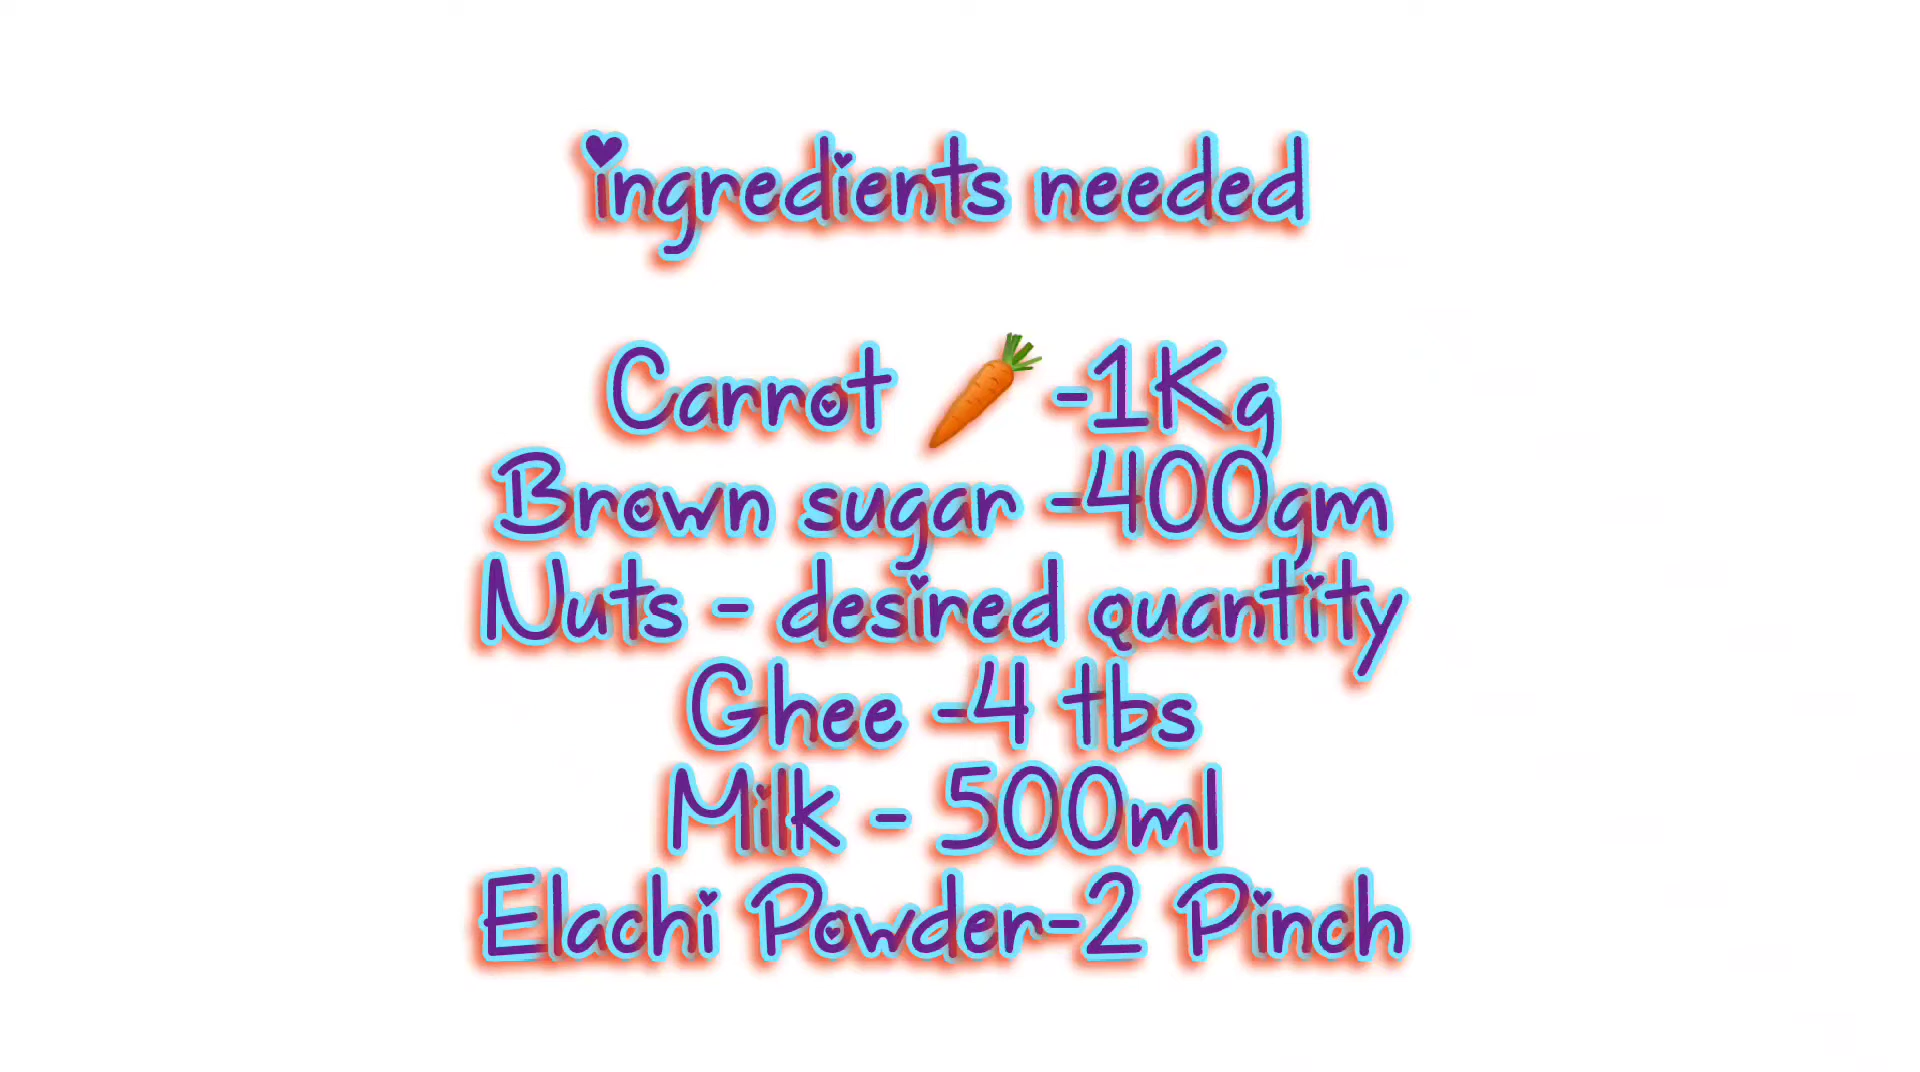 ingredients needed
Carrot 🥕 -1Kg
Brown sugar -400gm
Nuts - desired quantity
Ghee -4 tbs
Milk - 500ml
Elachi Powder-2 Pinch